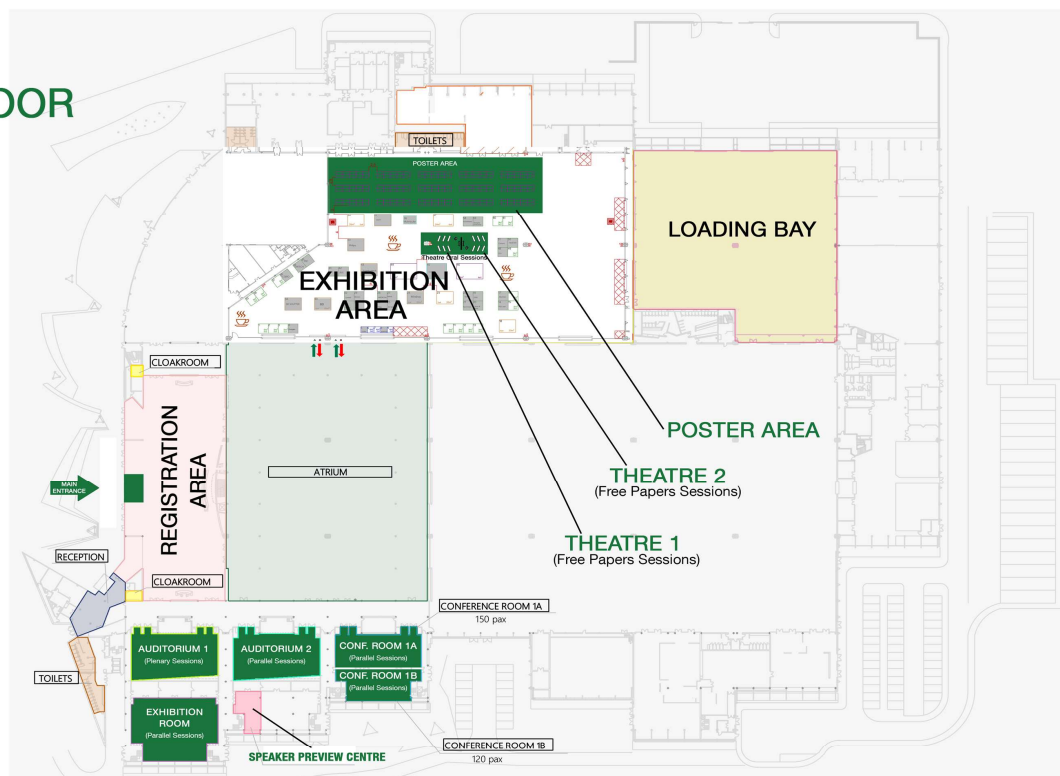 OOR
TOILETS
POSTER AREA
LOADING BAY
Theatre Oral Sessions
EXHIBITION
AREA
CLOAKROOM
REGISTRATION
AREA
ATRIUM
POSTER AREA
THEATRE 2
(Free Papers Sessions)
MAIN
ENTRANCE
THEATRE 1
(Free Papers Sessions)
RECEPTION
CLOAKROOM
CONFERENCE ROOM 1A
150 pax
AUDITORIUM 1
(Plenary Sessions)
AUDITORIUM 2
(Parallel Sessions)
CONF. ROOM 1A
(Parallel Sessions)
CONF. ROOM 1B
(Parallel Sessions)
TOILETS
EXHIBITION
ROOM
(Parallel Sessions)
SPEAKER PREVIEW CENTRE
CONFERENCE ROOM 1B
120 pax